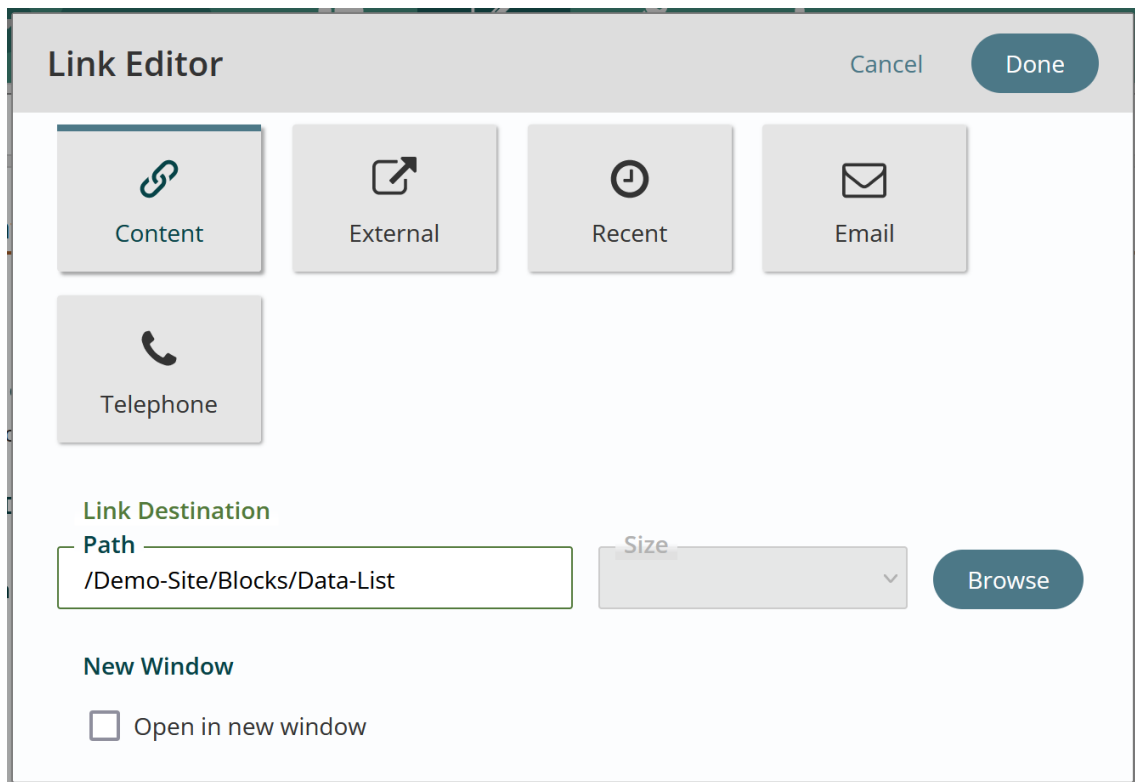 Link Editor
Cancel
Done
Content
External
Recent
Email
Telephone
Link Destination
Path
Size
/Demo-Site/Blocks/Data-List
Browse
New Window
Open in new window